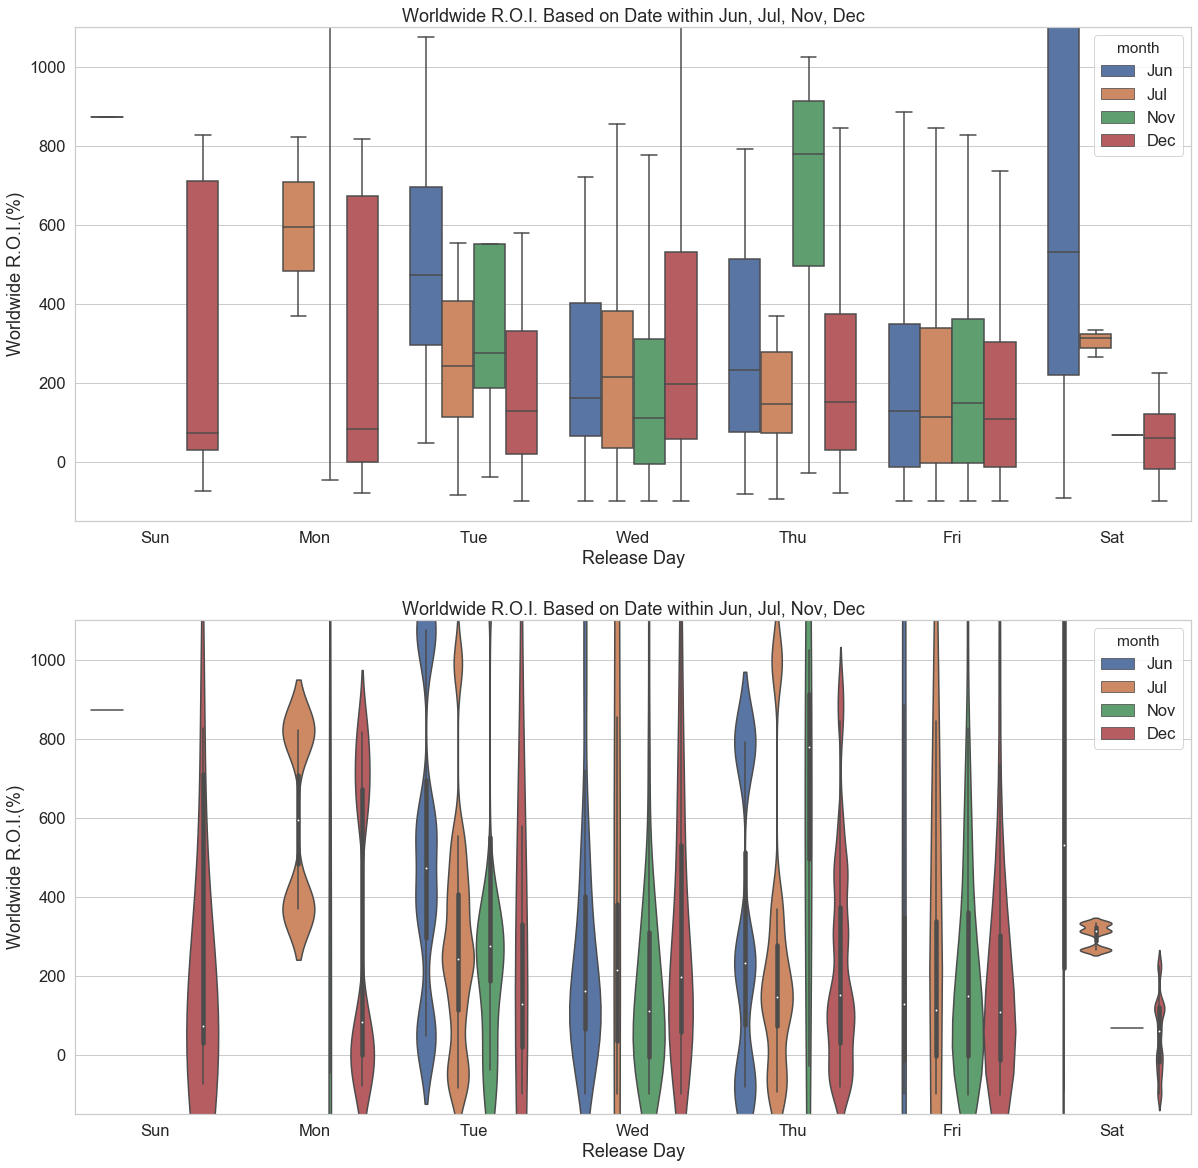 Worldwide R.O.I. Based on Date within Jun, Jul, Nov, Dec
month
Jun
Jul
Nov
Dec
1000
800
600
400
200
0
Worldwide R.O.I.(%)
Sun Mon Tue Wed Thu Fri Sat
Release Day
Worldwide R.O.I. Based on Date within Jun, Jul, Nov, Dec
month
Jun
Jul
Nov
Dec
1000
800
600
400
200
0
Worldwide R.O.I.(%)
Sun Mon Tue Wed Thu Fri Sat
Release Day